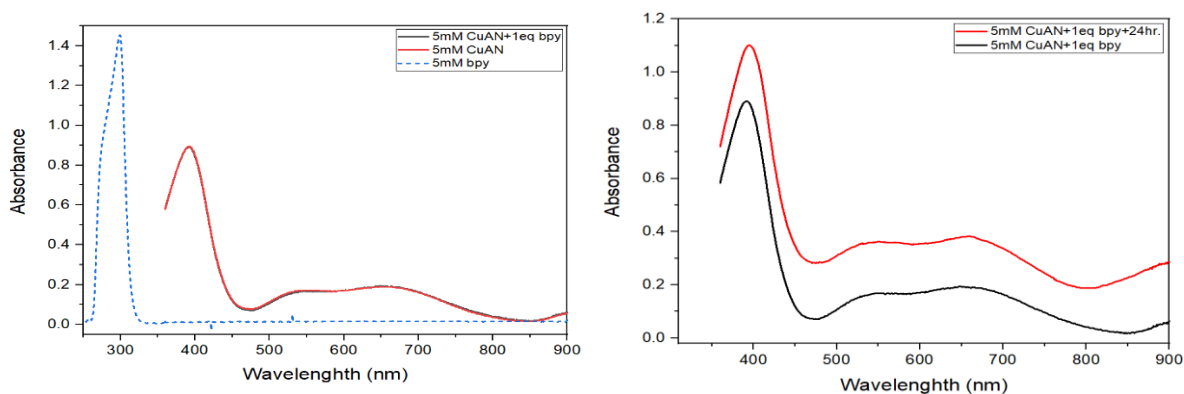 5mM CuAN+1eq bpy
5mM CuAN
5mM bpy
1.4
1.2
1.0
0.8
0.6
0.4
0.2
0.0
Absorbance
300 400 500 600 700 800 900
Wavelenghth (nm)
5mM CuAN+1eq bpy+24hr.
5mM CuAN+1eq bpy
1.2
1.0
0.8
0.6
0.4
0.2
0.0
Absorbance
400 500 600 700 800 900
Wavelenghth (nm)